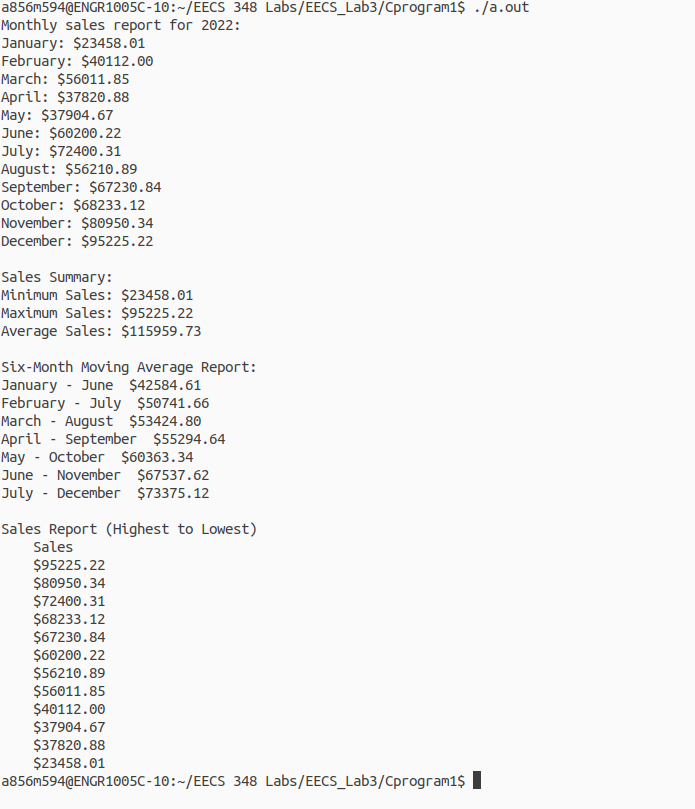 a856m594@ENGR1005C-10:~/EECS 348 Labs/EECS_Lab3/Cprogram1$ ./a.out
Monthly sales report for 2022:
January: $23458.01
February: $40112.00
March: $56011.85
April: $37820.88
May: $37904.67
June: $60200.22
July: $72400.31
August: $56210.89
September: $67230.84
October: $68233.12
November: $80950.34
December: $95225.22

Sales Summary:
Minimum Sales: $23458.01
Maximum Sales: $95225.22
Average Sales: $115959.73

Six-Month Moving Average Report:
January - June  $42584.61
February - July  $50741.66
March - August  $53424.80
April - September  $55294.64
May - October  $60363.34
June - November  $67537.62
July - December  $73375.12

Sales Report (Highest to Lowest)
    Sales
    $95225.22
    $80950.34
    $72400.31
    $68233.12
    $67230.84
    $60200.22
    $56210.89
    $56011.85
    $40112.00
    $37904.67
    $37820.88
    $23458.01
a856m594@ENGR1005C-10:~/EECS 348 Labs/EECS_Lab3/Cprogram1$